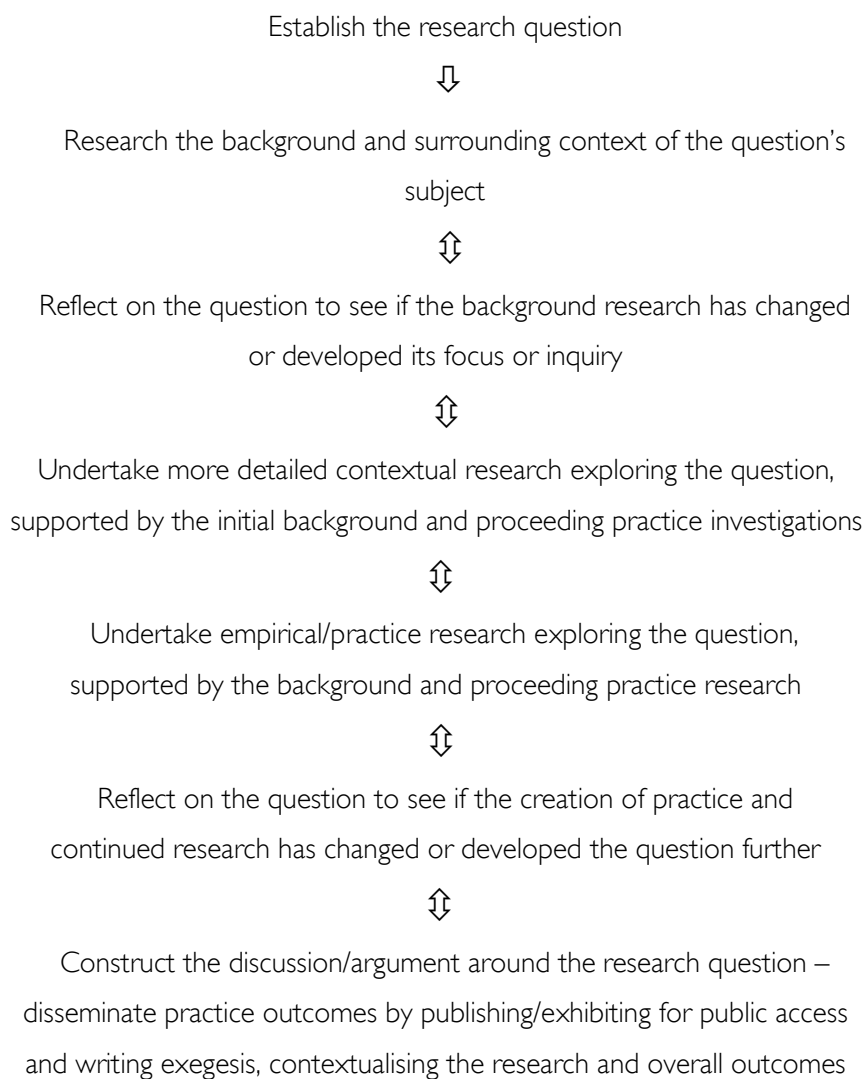 Establish the research question
⇩
Research the background and surrounding context of the question’s
subject
⇳
Reflect on the question to see if the background research has changed
or developed its focus or inquiry
⇳
Undertake more detailed contextual research exploring the question,
supported by the initial background and proceeding practice investigations
⇳
Undertake empirical/practice research exploring the question,
supported by the background and proceeding practice research
⇳
Reflect on the question to see if the creation of practice and
continued research has changed or developed the question further
⇳
Construct the discussion/argument around the research question –
disseminate practice outcomes by publishing/exhibiting for public access
and writing exegesis, contextualising the research and overall outcomes